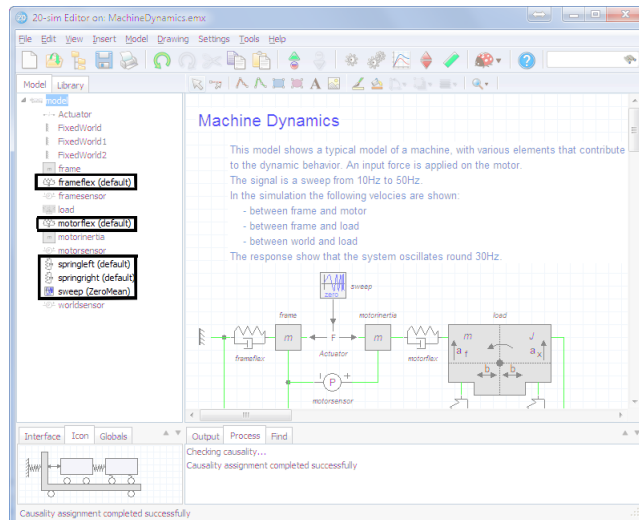 20-sim Editor on: MachineDynamics.emx
File Edit View Insert Model Drawing Settings Tools Help
Model Library
model
Actuator
FixedWorld
FixedWorld1
FixedWorld2
frame
frameflex (default)
framesensor
load
motorflex (default)
motorinertia
motorsensor
springleft (default)
springright (default)
sweep (ZeroMean)
worldsensor
Machine Dynamics
This model shows a typical model of a machine, with various elements that contribute
to the dynamic behavior. An input force is applied on the motor.
The signal is a sweep from 10Hz to 50Hz.
In the simulation the following velocies are shown:
- between frame and motor
- between frame and load
- between world and load
The response show that the system oscillates round 30Hz.
zero
sweep
frame motorinertia load
m F m m J
a f a x
b b
frameflex Actuator motorflex
P
motorsensor
Interface Icon Globals
Output Process Find
Checking causality...
Causality assignment completed successfully
Causality assignment completed successfully